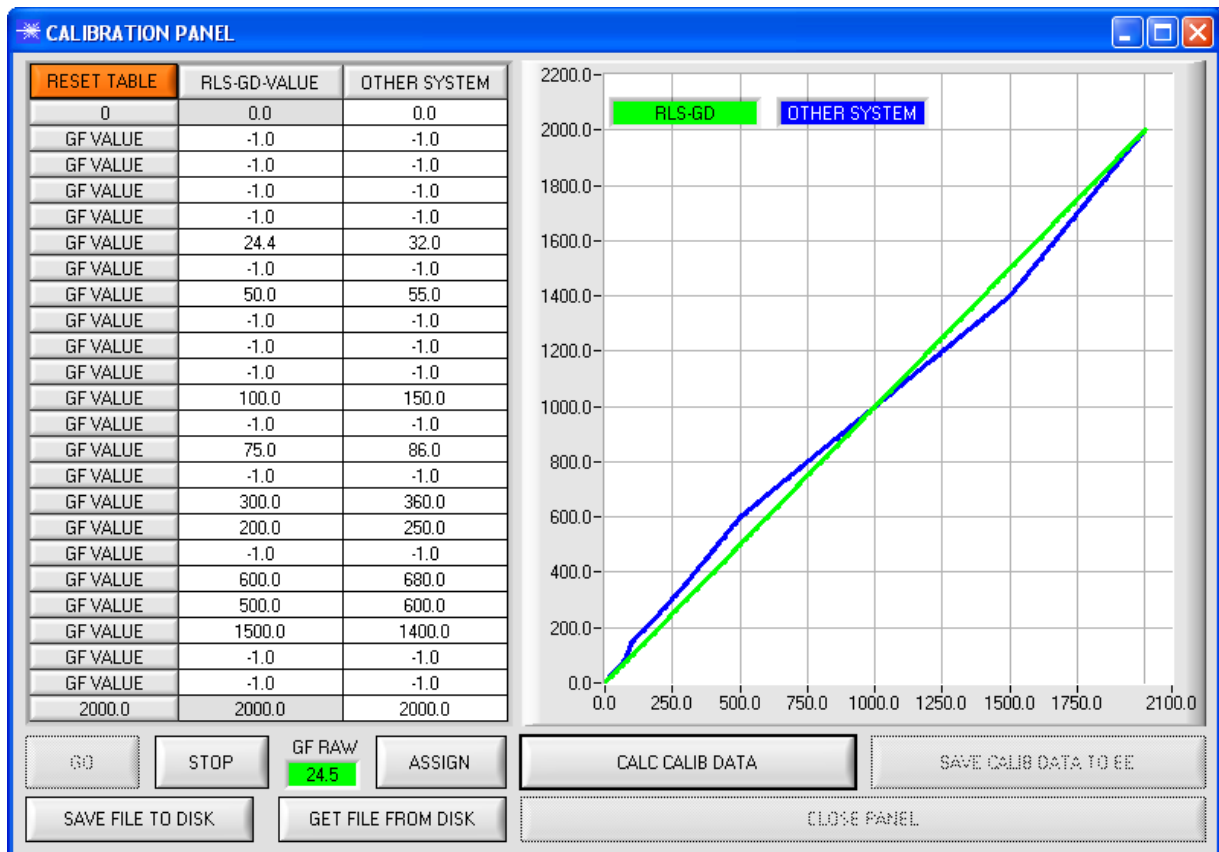 CALIBRATION PANEL
RESET TABLE RLS-GD-VALUE OTHER SYSTEM
0 0.0 0.0
GF VALUE -1.0 -1.0
GF VALUE -1.0 -1.0
GF VALUE -1.0 -1.0
GF VALUE -1.0 -1.0
GF VALUE 24.4 32.0
GF VALUE -1.0 -1.0
GF VALUE 50.0 55.0
GF VALUE -1.0 -1.0
GF VALUE -1.0 -1.0
GF VALUE -1.0 -1.0
GF VALUE 100.0 150.0
GF VALUE -1.0 -1.0
GF VALUE 75.0 86.0
GF VALUE -1.0 -1.0
GF VALUE 300.0 360.0
GF VALUE 200.0 250.0
GF VALUE -1.0 -1.0
GF VALUE 600.0 680.0
GF VALUE 500.0 600.0
GF VALUE 1500.0 1400.0
GF VALUE -1.0 -1.0
GF VALUE -1.0 -1.0
2000.0 2000.0 2000.0
RLS-GD OTHER SYSTEM
2200.0
2000.0
1800.0
1600.0
1400.0
1200.0
1000.0
800.0
600.0
400.0
200.0
0.0
0.0 250.0 500.0 750.0 1000.0 1250.0 1500.0 1750.0 2100.0
GO STOP GF RAW 24.5 ASSIGN
CALC CALIB DATA SAVE CALIB DATA TO EE
SAVE FILE TO DISK GET FILE FROM DISK
CLOSE PANEL